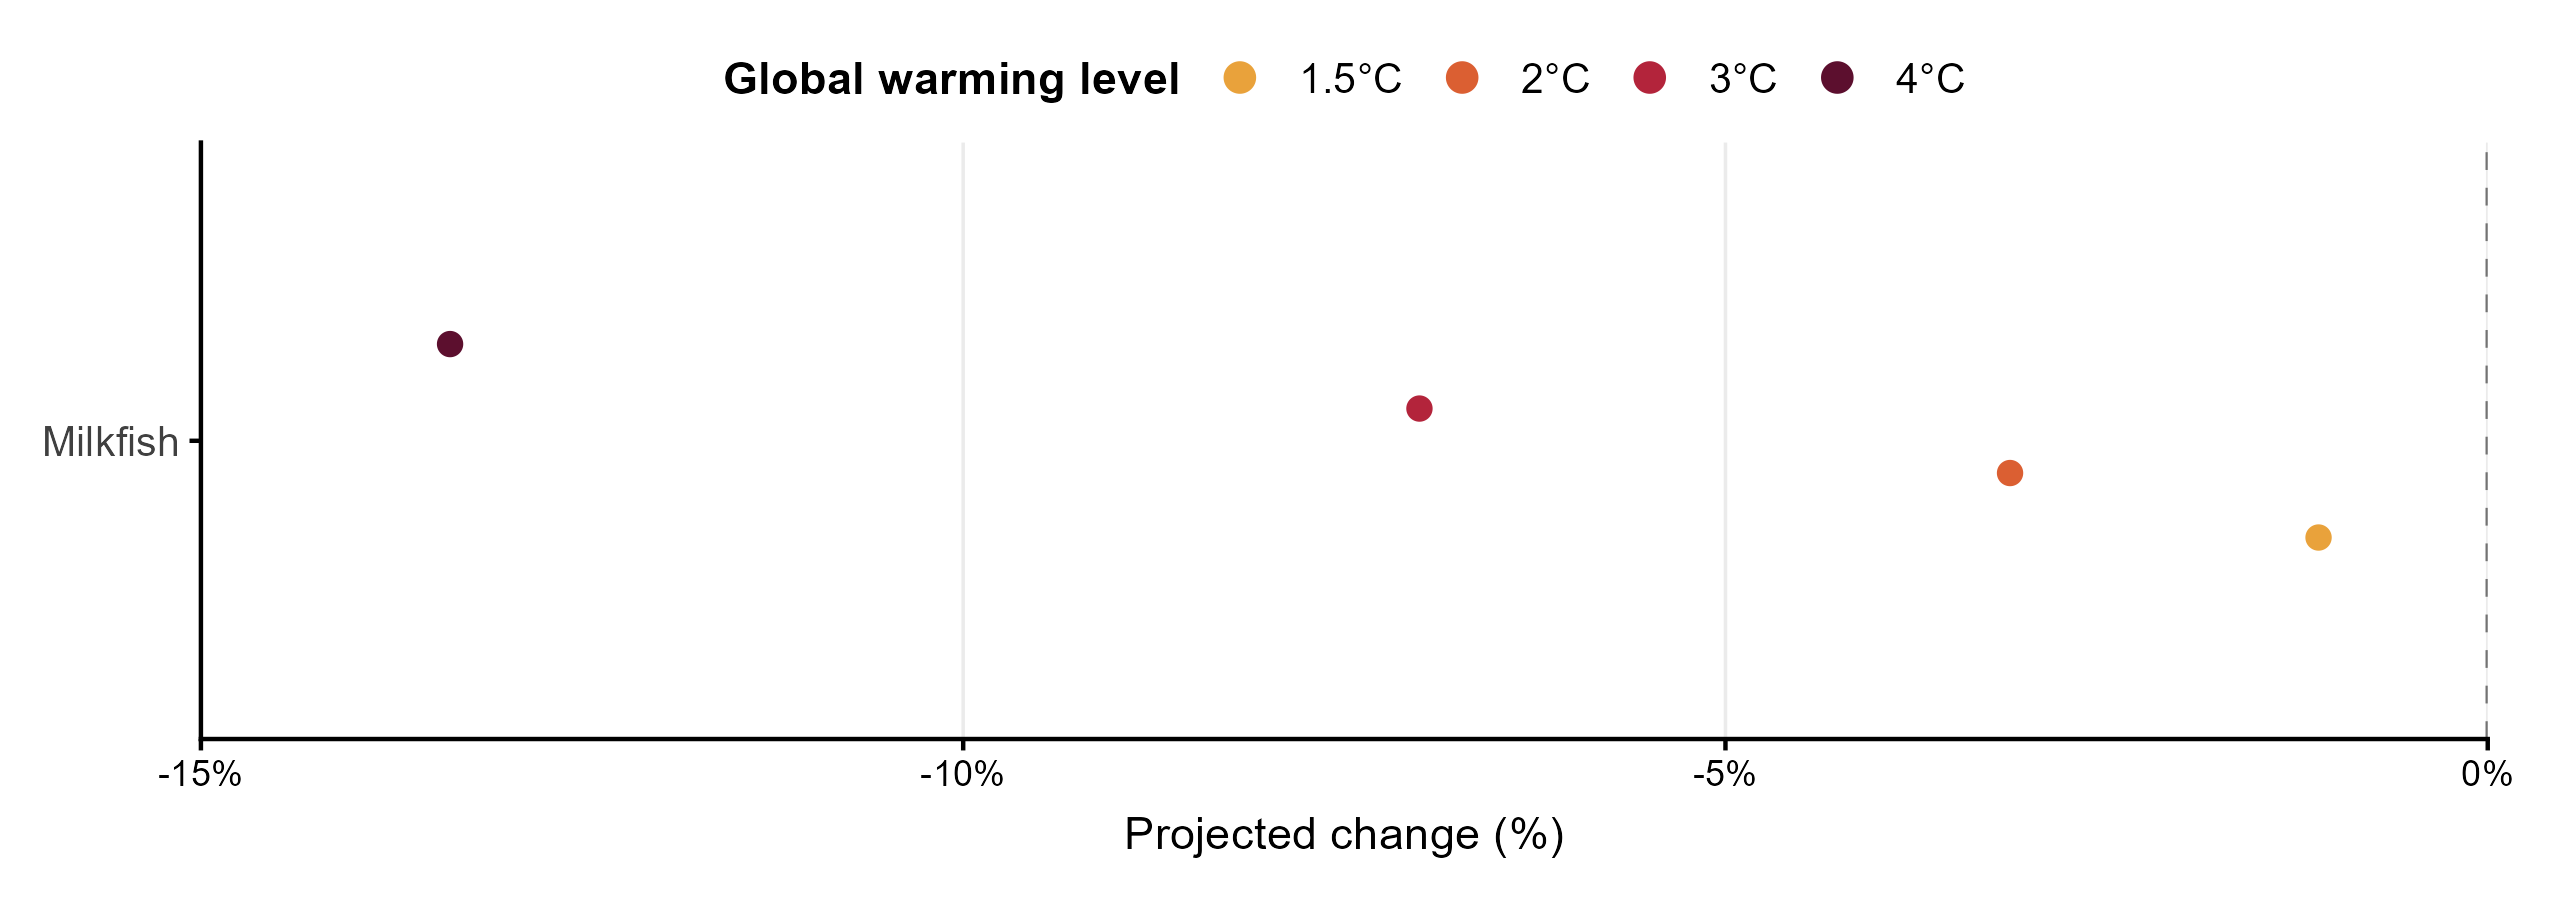 Global warming level 1.5°C 2°C 3°C 4°C
Milkfish
-15% -10% -5% 0%
Projected change (%)